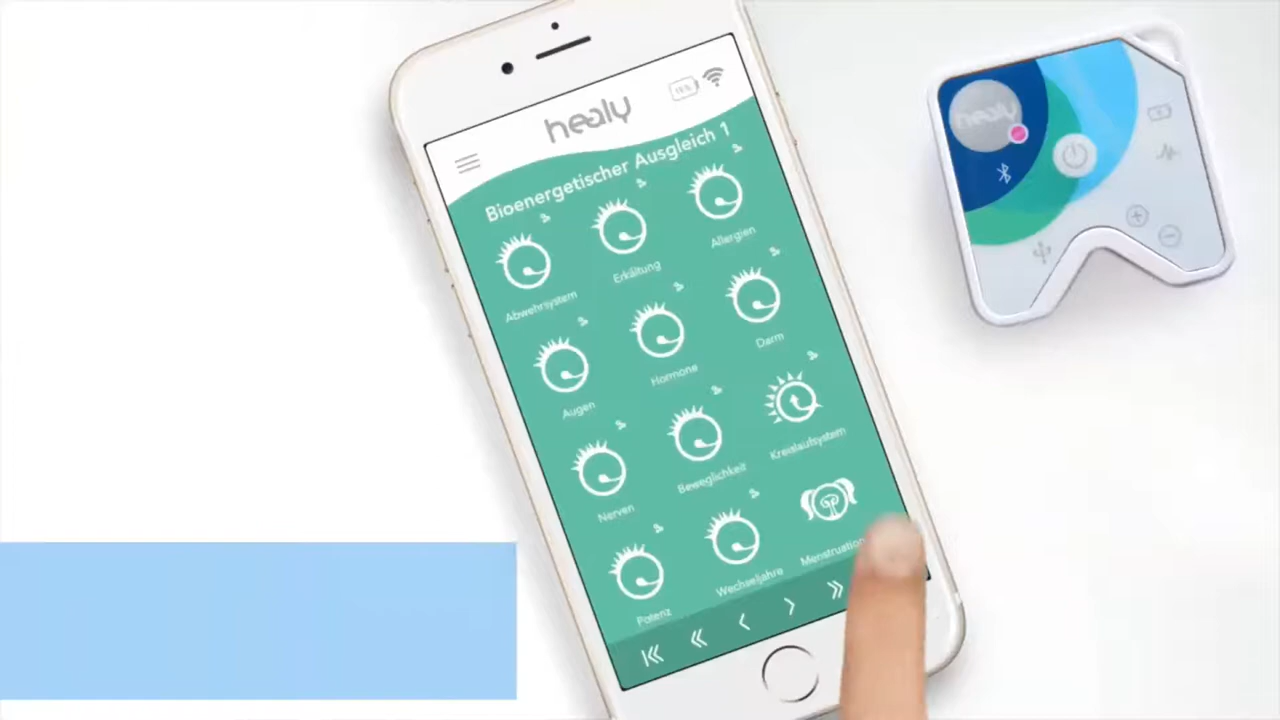 healy
Bioenergetischer Ausgleich 1
Abwehrsystem
Erkältung
Allergien
Augen
Hormone
Darm
Nerven
Beweglichkeit
Kreislaufsystem
Potenz
Wechseljahre
Menstruation
healy